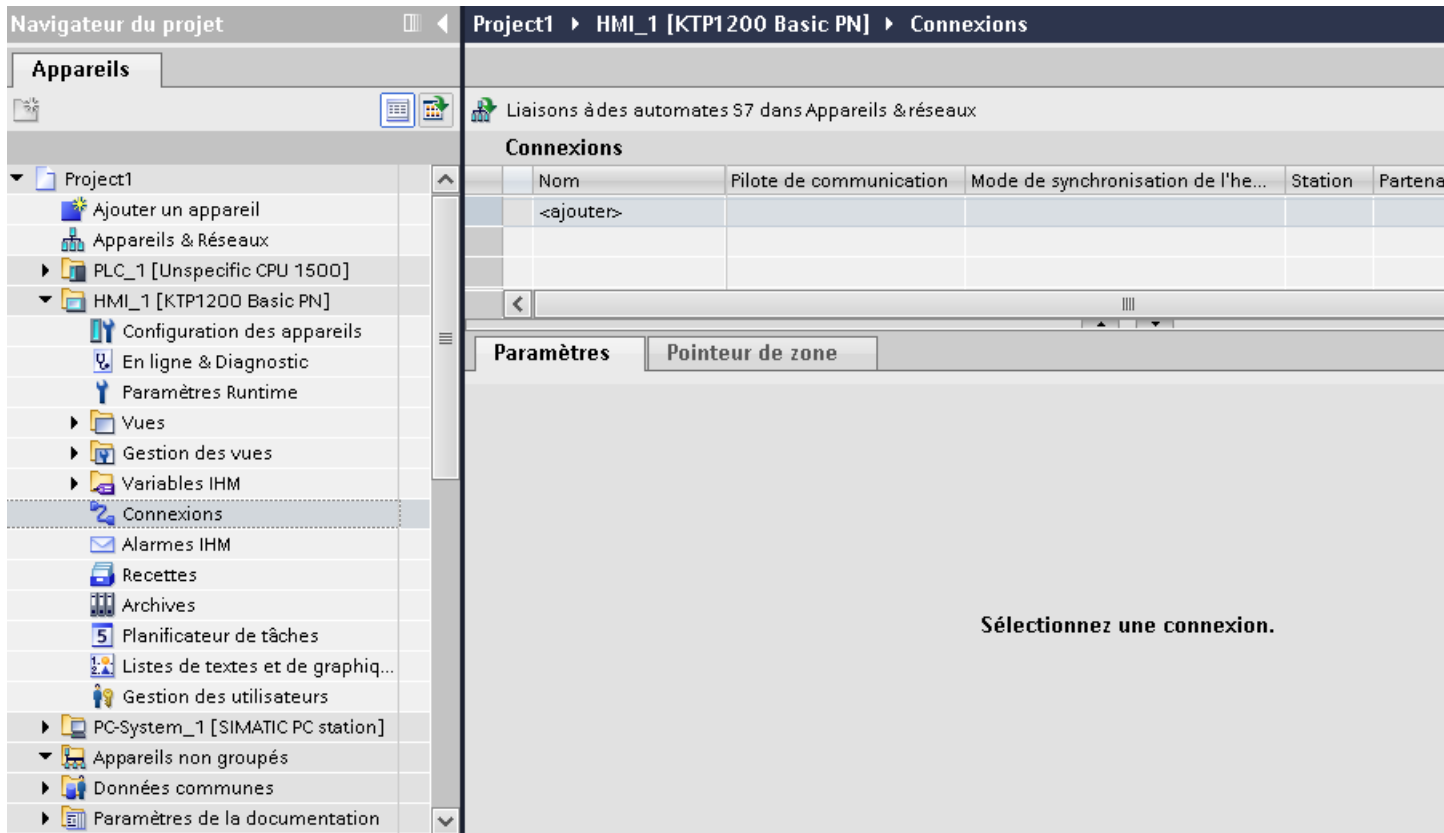 Navigateur du projet
Appareils
Project1
Ajouter un appareil
Appareils & Réseaux
PLC_1 [Unspecific CPU 1500]
HMI_1 [KTP1200 Basic PN]
Configuration des appareils
En ligne & Diagnostic
Paramètres Runtime
Vues
Gestion des vues
Variables IHM
Connexions
Alarmes IHM
Recettes
Archives
Planificateur de tâches
Listes de textes et de graphiq...
Gestion des utilisateurs
PC-System_1 [SIMATIC PC station]
Appareils non groupés
Données communes
Paramètres de la documentation
Project1 HMI_1 [KTP1200 Basic PN] Connexions
Liaisons à des automates S7 dans Appareils & réseaux
Connexions
Nom Pilote de communication Mode de synchronisation de l'he... Station Partena
<ajouter>
Paramètres Pointeur de zone
Sélectionnez une connexion.